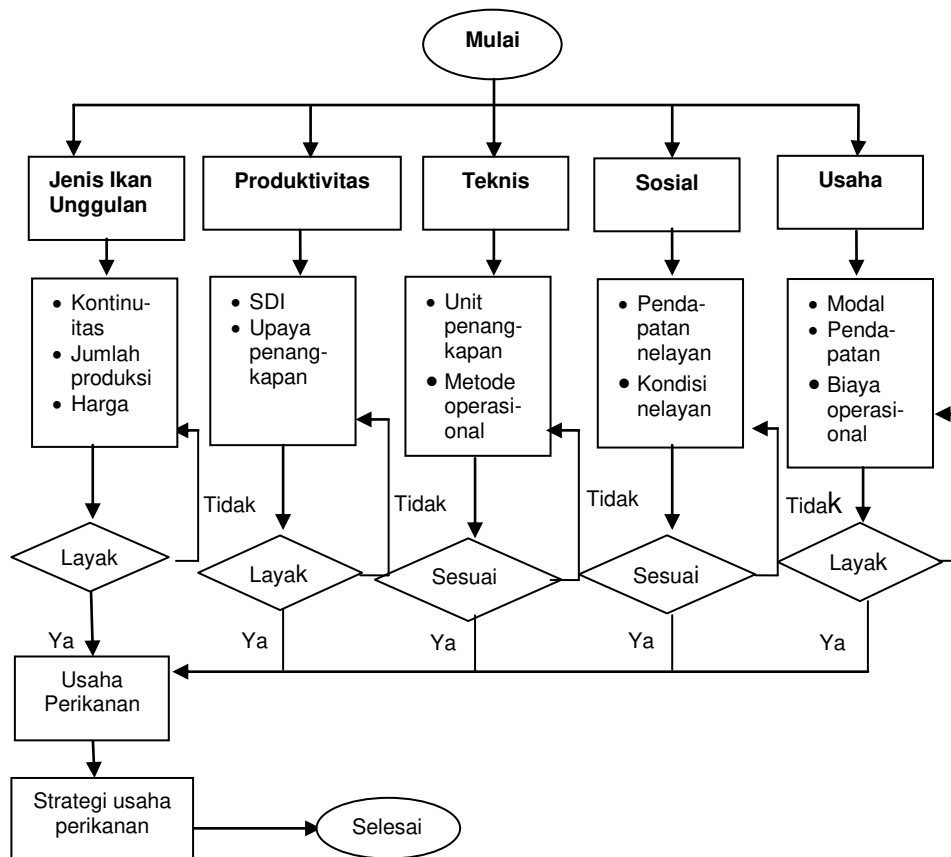 Mulai
Jenis Ikan
Unggulan
Produktivitas
Teknis
Sosial
Usaha
• Kontinu-
itas
• Jumlah
produksi
• Harga
• SDI
• Upaya
penang-
kapan
• Unit
penang-
kapan
• Metode
operasi-
onal
• Penda-
patan
nelayan
• Kondisi
nelayan
• Modal
• Penda-
patan
• Biaya
operasi-
onal
Tidak
Tidak
Tidak
Tidak
Layak
Layak
Sesuai
Sesuai
Layak
Ya
Ya
Ya
Ya
Ya
Usaha
Perikanan
Strategi usaha
perikanan
Selesai